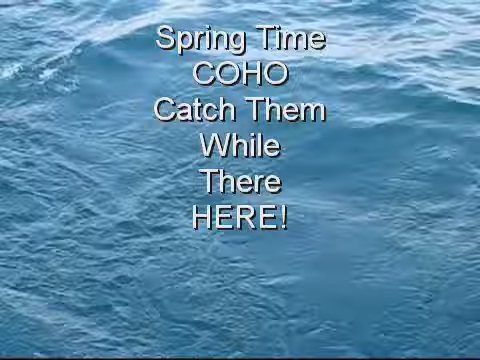 Spring Time
COHO
Catch Them
While
There
HERE!